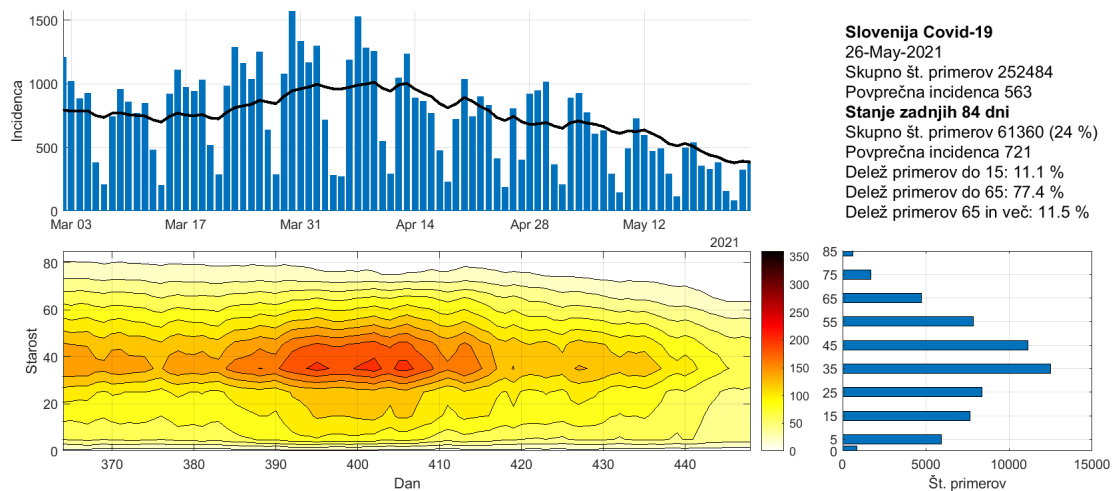 1500
1000
500
0
Incidenca
Mar 03 Mar 17 Mar 31 Apr 14 Apr 28 May 12
2021
Slovenija Covid-19
26-May-2021
Skupno št. primerov 252484
Povprečna incidenca 563
Stanje zadnjih 84 dni
Skupno št. primerov 61360 (24 %)
Povprečna incidenca 721
Delež primerov do 15: 11.1 %
Delež primerov do 65: 77.4 %
Delež primerov 65 in več: 11.5 %
80
60
40
20
0
Starost
370 380 390 400 410 420 430 440
Dan
350
300
250
200
150
100
50
0
85
75
65
55
45
35
25
15
5
0
0 5000 10000 15000
Št. primerov